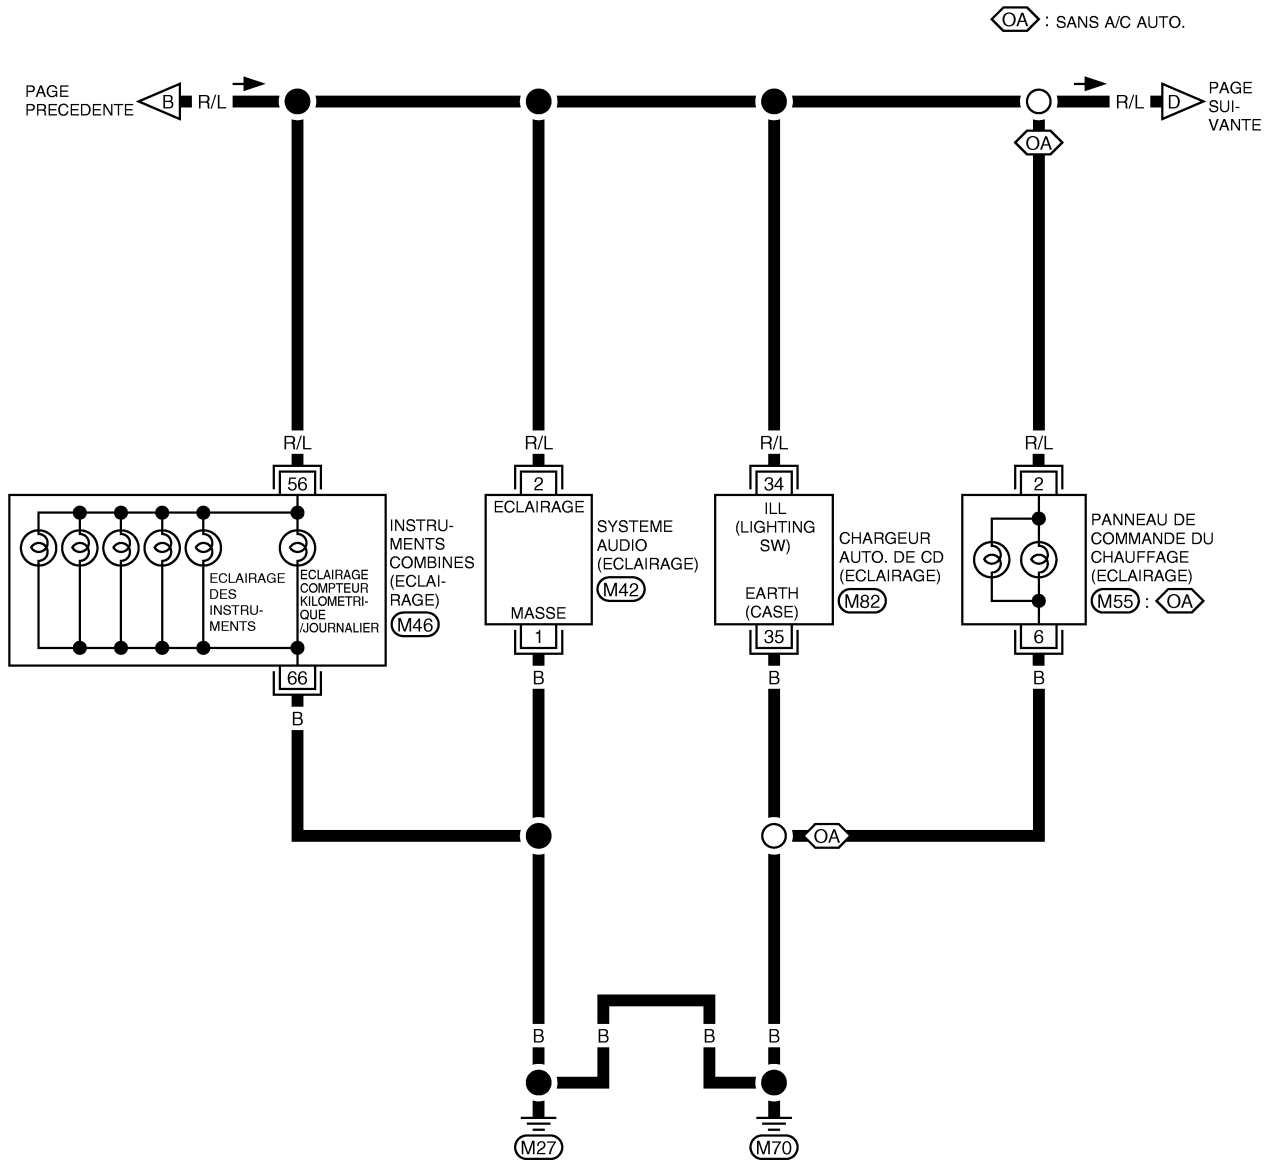 OA : SANS A/C AUTO.
PAGE
PRECEDENTE
B
R/L
R/L
D
PAGE
SUI-
VANTE
OA
R/L
R/L
R/L
R/L
56
2
34
2
ECLAIRAGE
MASSE
ILL
(LIGHTING
SW)
EARTH
(CASE)
ECLAIRAGE
DES
INSTRU-
MENTS
ECLAIRAGE
COMPTEUR
KILOMETRI-
QUE
/JOURNALIER
INSTRU-
MENTS
COMBINES
(ECLAI-
RAGE)
M46
SYSTEME
AUDIO
(ECLAIRAGE)
M42
CHARGEUR
AUTO. DE CD
(ECLAIRAGE)
M82
PANNEAU DE
COMMANDE DU
CHAUFFAGE
(ECLAIRAGE)
M55 : OA
66
1
35
6
B
B
B
B
OA
B
B
B
B
M27
M70